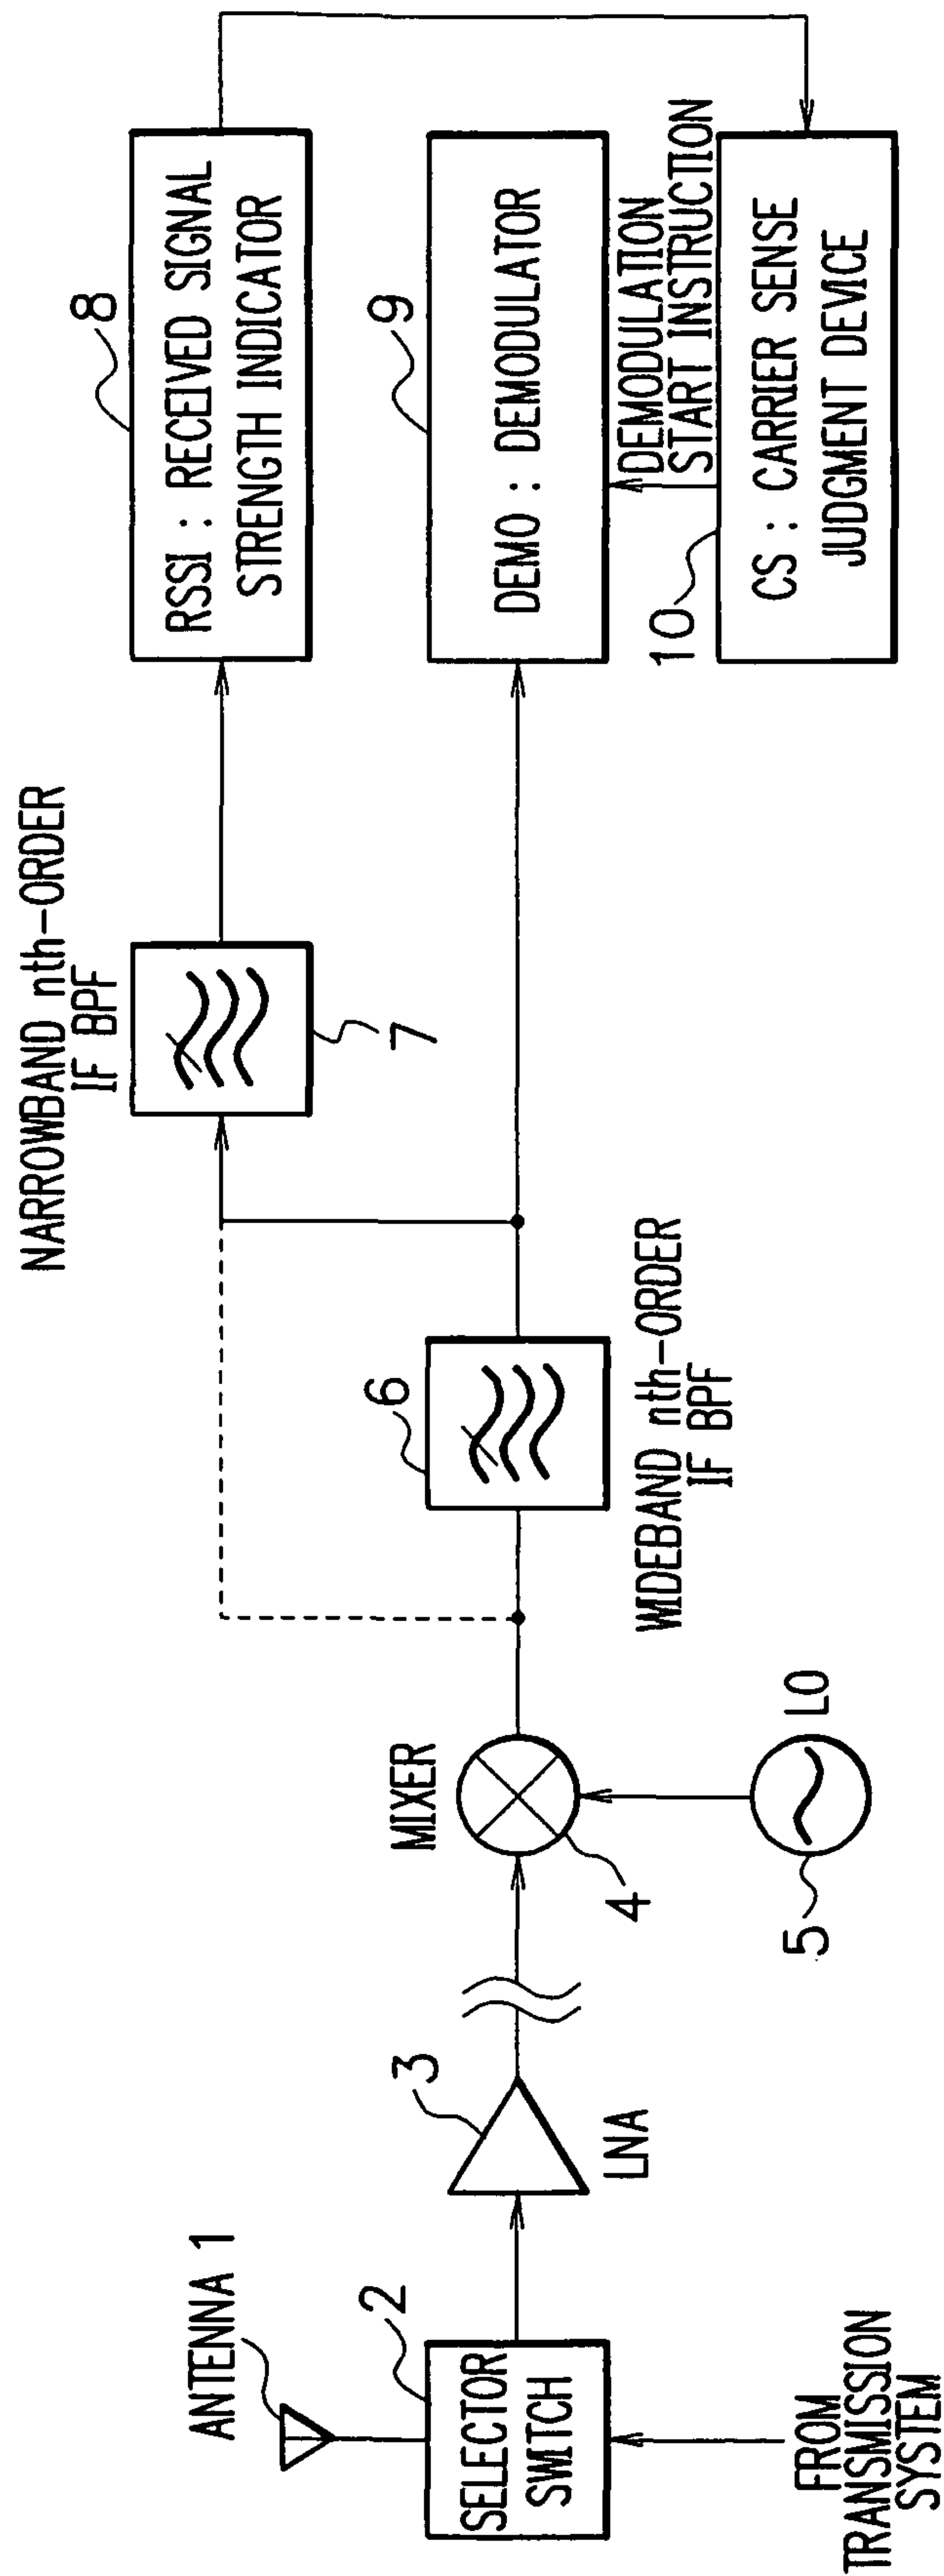 ANTENNA 1
2
SELECTOR
SWITCH
FROM
TRANSMISSION
SYSTEM
3
LNA
MIXER
4
5
LO
6
WIDEBAND nth-ORDER
IF BPF
NARROWBAND nth-ORDER
IF BPF
7
8
RSSI : RECEIVED SIGNAL
STRENGTH INDICATOR
9
DEMO : DEMODULATOR
DEMODULATION
START INSTRUCTION
10
CS : CARRIER SENSE
JUDGMENT DEVICE